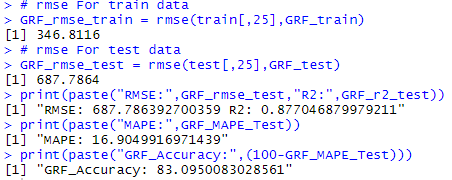 > # rmse For train data
> GRF_rmse_train = rmse(train[,25],GRF_train)
[1] 346.8116
> # rmse For test data
> GRF_rmse_test = rmse(test[,25],GRF_test)
[1] 687.7864
> print(paste("RMSE:",GRF_rmse_test,"R2:",GRF_r2_test))
[1] "RMSE: 687.786392700359 R2: 0.877046879979211"
> print(paste("MAPE:",GRF_MAPE_Test))
[1] "MAPE: 16.9049916971439"
> print(paste("GRF_Accuracy:",(100-GRF_MAPE_Test)))
[1] "GRF_Accuracy: 83.0950083028561"